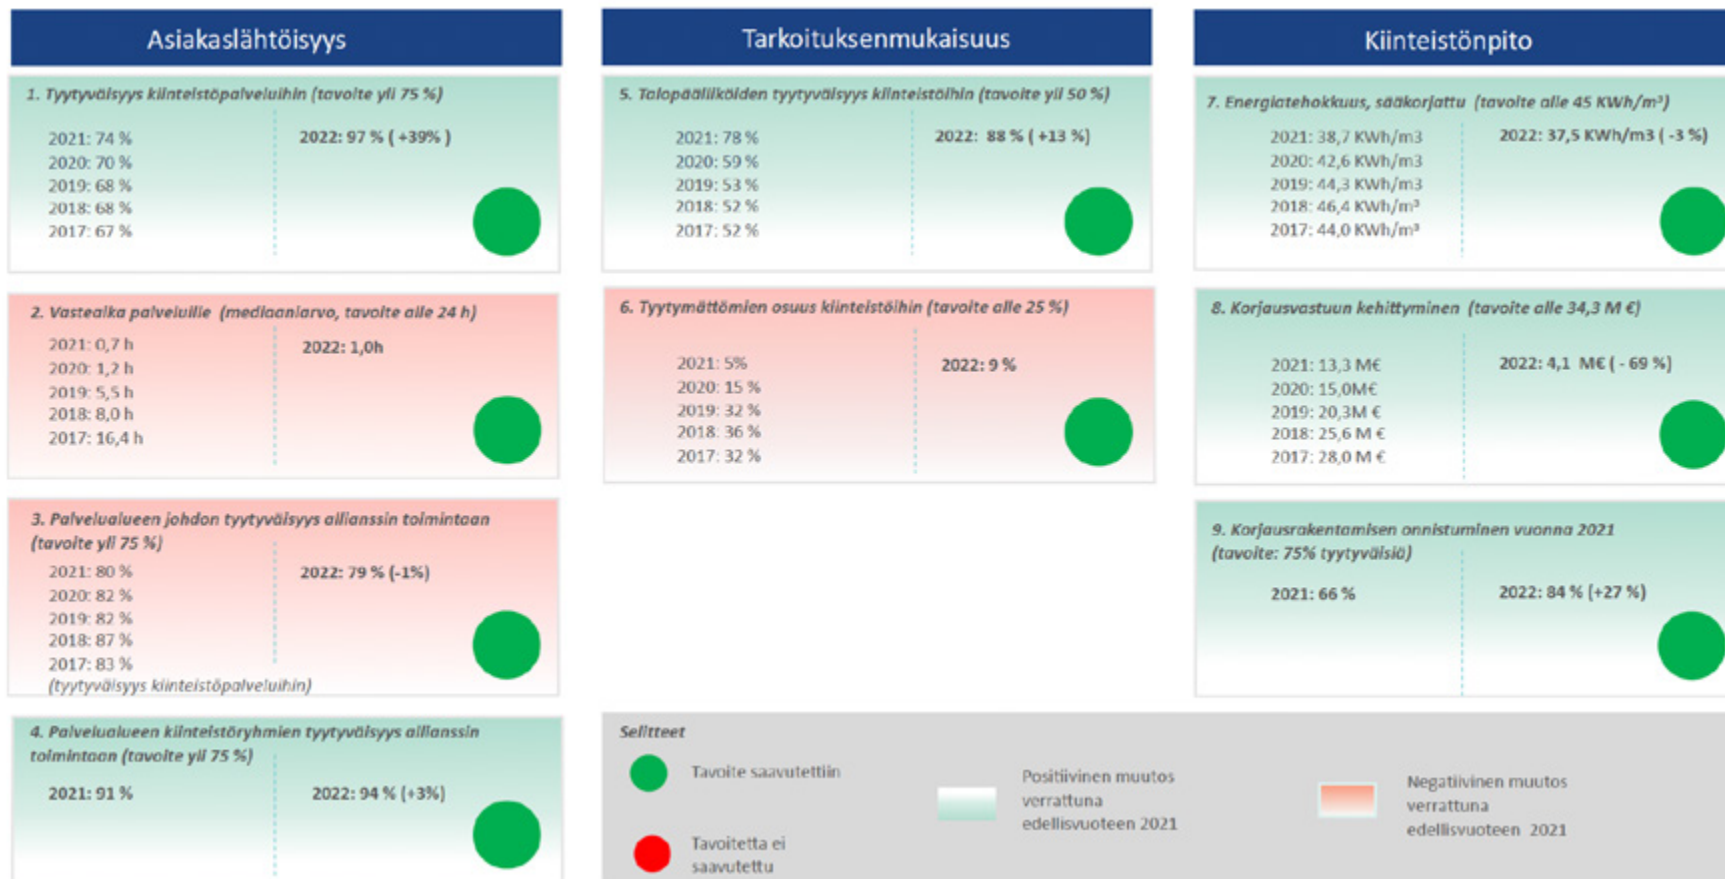 Asiakaslähtöisyys
1. Tyytyväisyys kiinteistöpalveluihin (tavoite yli 75 %)
2021: 74 %
2020: 70 %
2019: 68 %
2018: 68 %
2017: 67 %
2022: 97 % ( +39% )
2. Vasteaika palveluille (mediaaniarvo, tavoite alle 24 h)
2021: 0,7 h
2020: 1,2 h
2019: 5,5 h
2018: 8,0 h
2017: 16,4 h
2022: 1,0h
3. Palvelualueen johdon tyytyväisyys allianssin toimintaan
(tavoite yli 75 %)
2021: 80 %
2020: 82 %
2019: 82 %
2018: 87 %
2017: 83 %
(tyytyväisyys kiinteistöpalveluihin)
2022: 79 % (-1%)
4. Palvelualueen kiinteistöryhmien tyytyväisyys allianssin
toimintaan (tavoite yli 75 %)
2021: 91 %
2022: 94 % (+3%)
Tarkoituksenmukaisuus
5. Talopäälliköiden tyytyväisyys kiinteistöihin (tavoite yli 50 %)
2021: 78 %
2020: 59 %
2019: 53 %
2018: 52 %
2017: 52 %
2022: 88 % ( +13 %)
6. Tyytymättömien osuus kiinteistöihin (tavoite alle 25 %)
2021: 5%
2020: 15 %
2019: 32 %
2018: 36 %
2017: 32 %
2022: 9 %
Kiinteistönpito
7. Energiatehokkuus, sääkorjattu (tavoite alle 45 KWh/m³)
2021: 38,7 KWh/m3
2020: 42,6 KWh/m3
2019: 44,3 KWh/m3
2018: 46,4 KWh/m³
2017: 44,0 KWh/m³
2022: 37,5 KWh/m3 ( -3 %)
8. Korjausvastuun kehittyminen (tavoite alle 34,3 M €)
2021: 13,3 M€
2020: 15,0M€
2019: 20,3M €
2018: 25,6 M €
2017: 28,0 M €
2022: 4,1 M€ ( - 69 %)
9. Korjausrakentamisen onnistuminen vuonna 2021
(tavoite: 75% tyytyväisiä)
2021: 66 %
2022: 84 % (+27 %)
Selitteet
Tavoite saavutettiin
Tavoitetta ei
saavutettu
Positiivinen muutos
verrattuna
edellisvuoteen 2021
Negatiivinen muutos
verrattuna
edellisvuoteen 2021